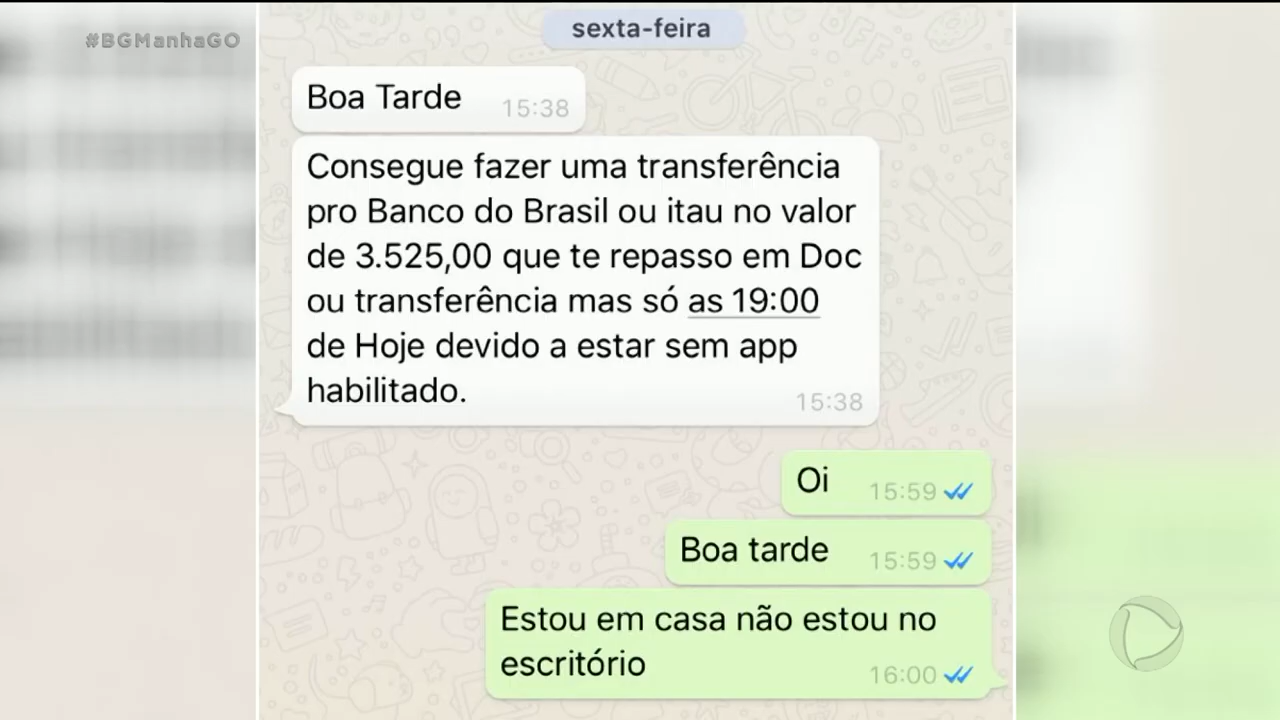 #BGManhaGO
sexta-feira
Boa Tarde
15:38
Consegue fazer uma transferência
pro Banco do Brasil ou itau no valor
de 3.525,00 que te repasso em Doc
ou transferência mas só as 19:00
de Hoje devido a estar sem app
habilitado.
15:38
Oi
15:59
Boa tarde
15:59
Estou em casa não estou no
escritório
16:00